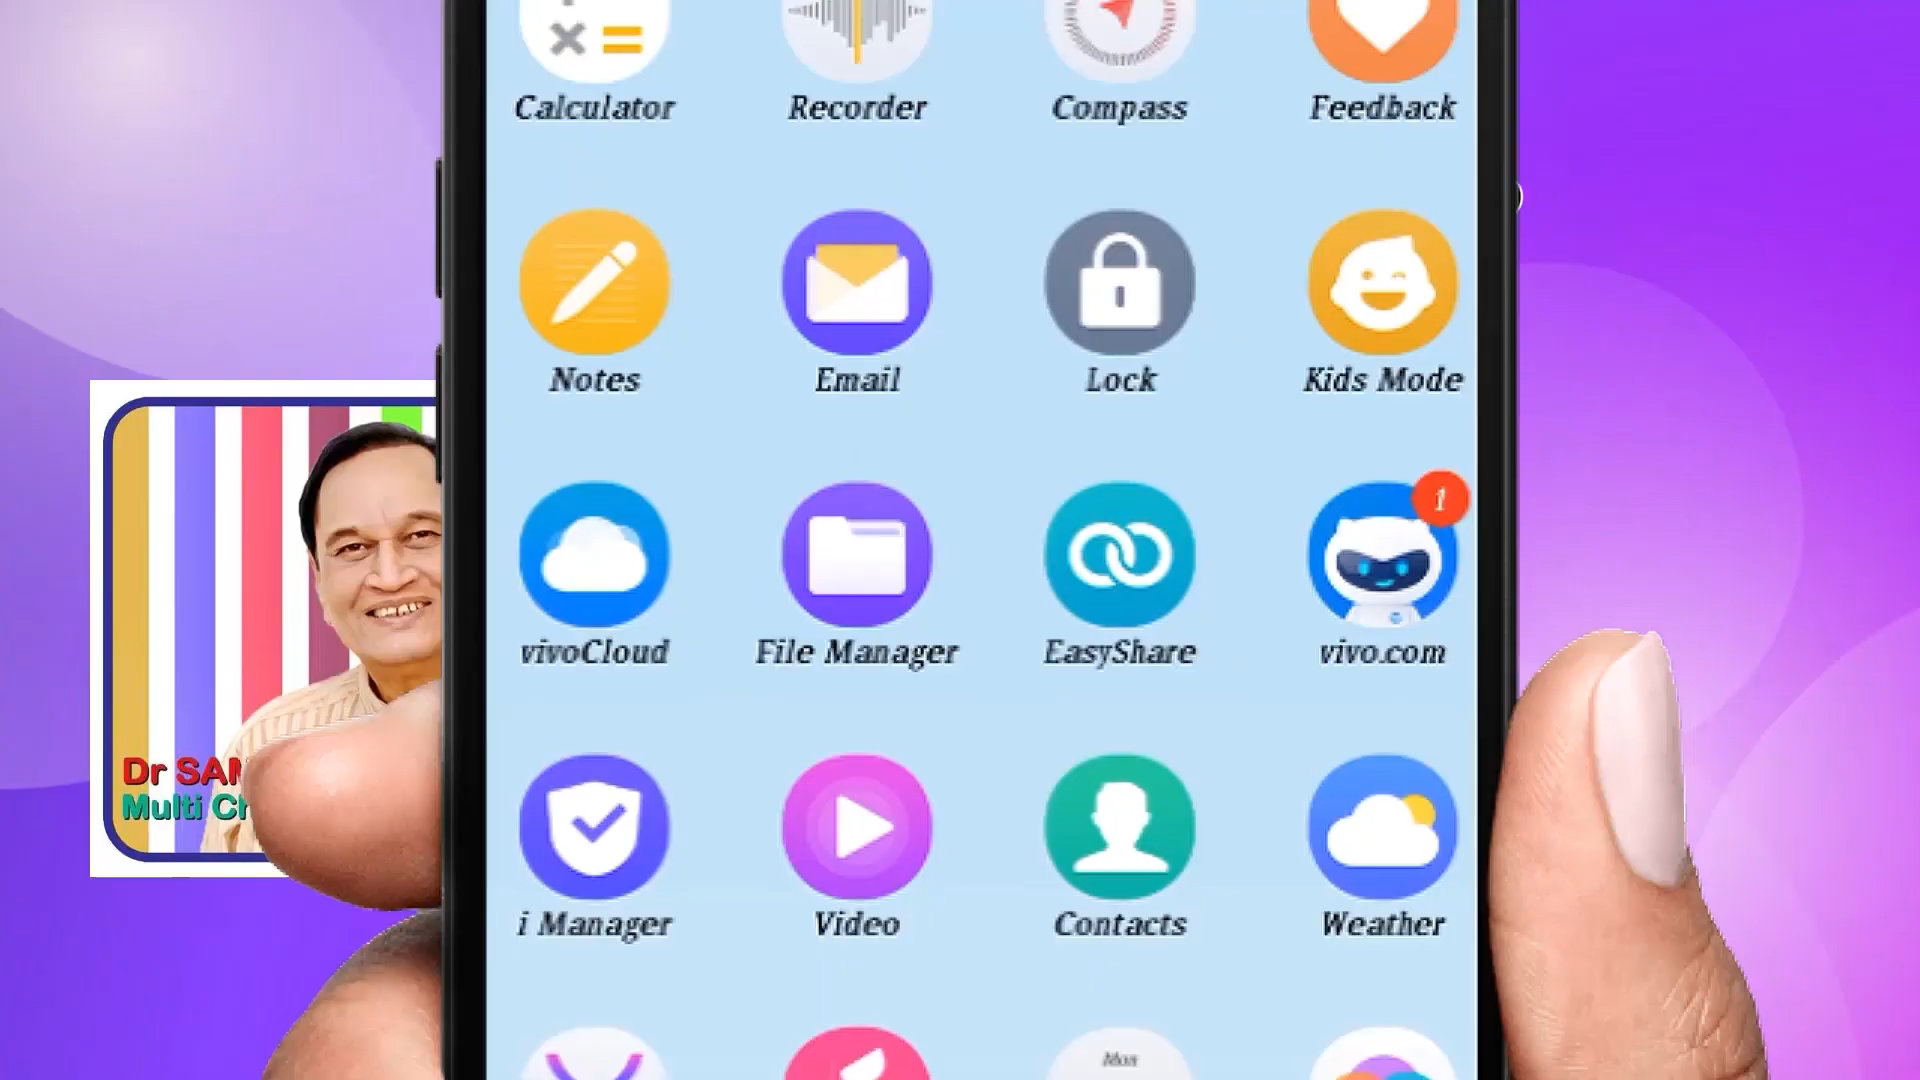 Calculator
Recorder
Compass
Feedback
Notes
Email
Lock
Kids Mode
1
vivoCloud
File Manager
EasyShare
vivo.com
Dr
Multi
i Manager
Video
Contacts
Weather
Mon